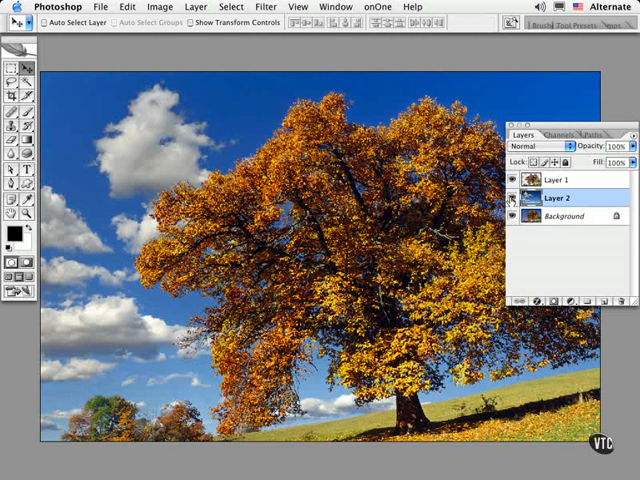 Photoshop File Edit Image Layer Select Filter View Window onOne Help Alternate
Auto Select Layer Auto Select Groups Show Transform Controls Brush Tool Presets
Layers Channels Paths
Normal Opacity: 100%
Lock: Fill: 100%
Layer 1
Layer 2
Background
VTC